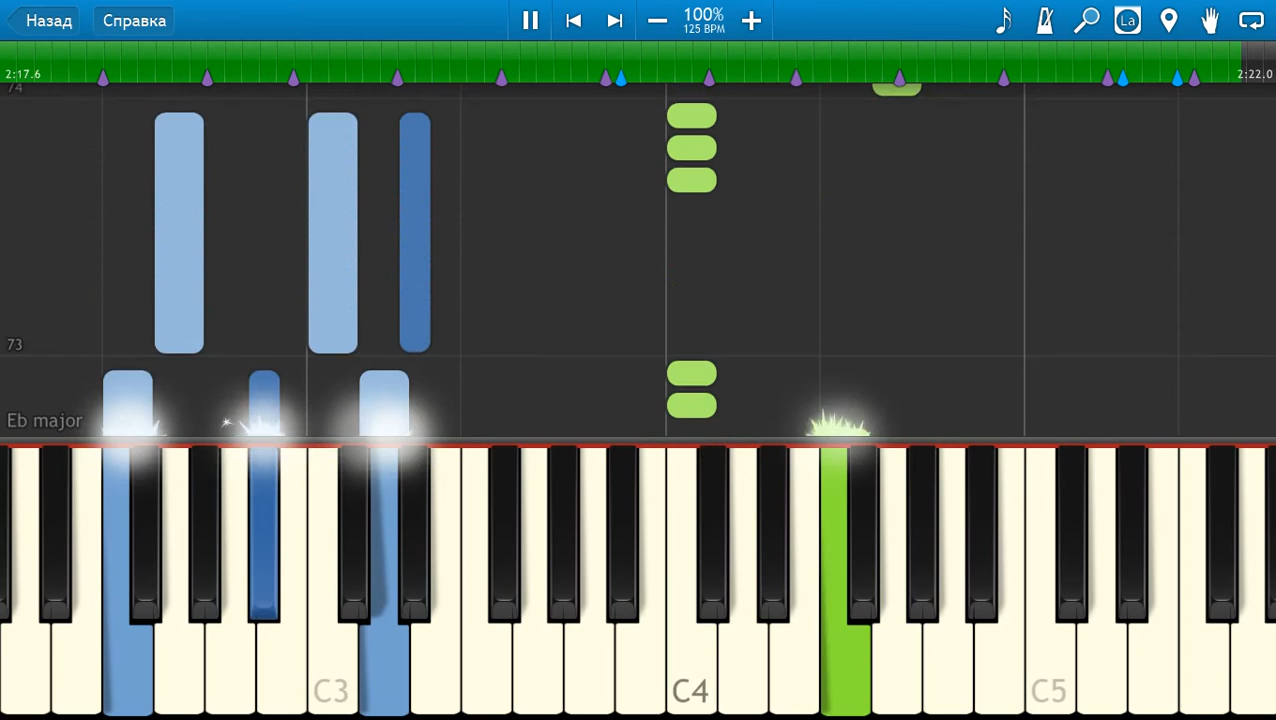 Назад
Справка
100%
125 BPM
La
2:17.6
2:22.0
74
73
Eb major
C3
C4
C5